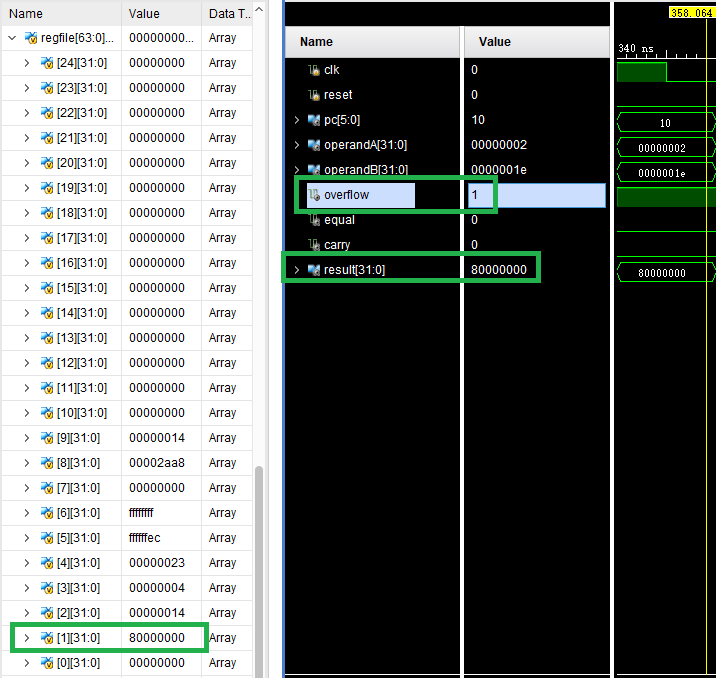 Name Value Data T...
regfile[63:0]... 00000000... Array
[24][31:0] 00000000 Array
[23][31:0] 00000000 Array
[22][31:0] 00000000 Array
[21][31:0] 00000000 Array
[20][31:0] 00000000 Array
[19][31:0] 00000000 Array
[18][31:0] 00000000 Array
[17][31:0] 00000000 Array
[16][31:0] 00000000 Array
[15][31:0] 00000000 Array
[14][31:0] 00000000 Array
[13][31:0] 00000000 Array
[12][31:0] 00000000 Array
[11][31:0] 00000000 Array
[10][31:0] 00000000 Array
[9][31:0] 00000014 Array
[8][31:0] 00002aa8 Array
[7][31:0] 00000000 Array
[6][31:0] ffffffff Array
[5][31:0] ffffffec Array
[4][31:0] 00000023 Array
[3][31:0] 00000004 Array
[2][31:0] 00000014 Array
[1][31:0] 80000000 Array
[0][31:0] 00000000 Array
358.064
Name Value
340 ns
clk 0
reset 0
pc[5:0] 10 10
operandA[31:0] 00000002 00000002
operandB[31:0] 0000001e 0000001e
overflow 1
equal 0
carry 0
result[31:0] 80000000 80000000